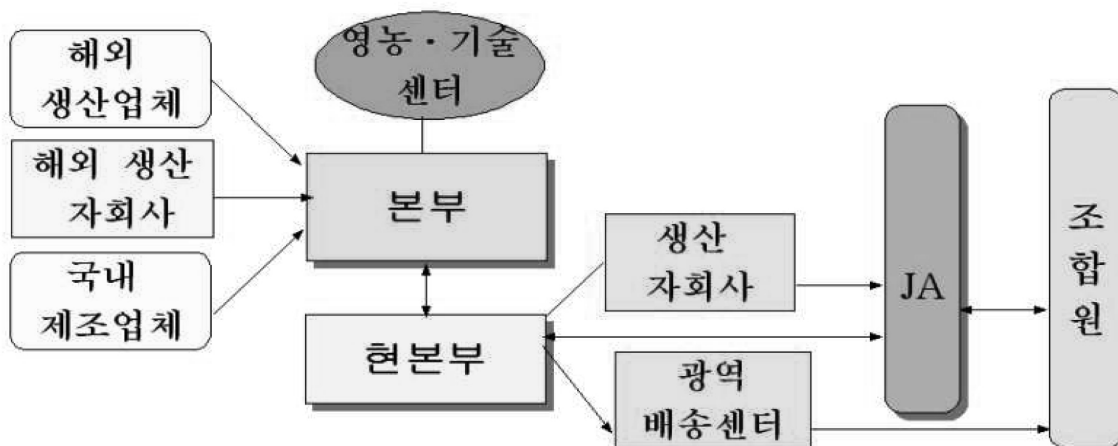 해외
생산업체
해외 생산
자회사
국내
제조업체
영농·기술
센터
본부
현본부
생산
자회사
광역
배송센터
JA
조
합
원